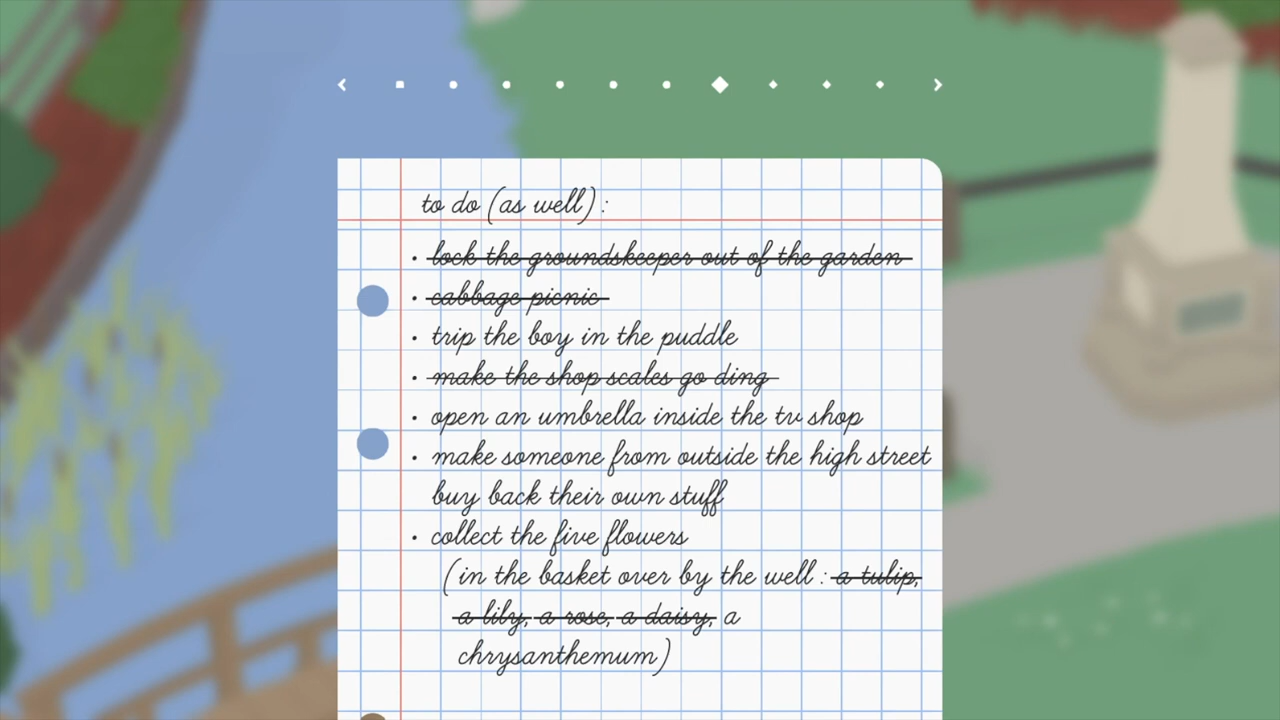 to do (as well) :
• lock the groundskeeper out of the garden
• cabbage picnic
• trip the boy in the puddle
• make the shop scales go ding
• open an umbrella inside the tv shop
• make someone from outside the high street
buy back their own stuff
• collect the five flowers
(in the basket over by the well : a tulip,
a lily, a rose, a daisy, a
chrysanthemum)